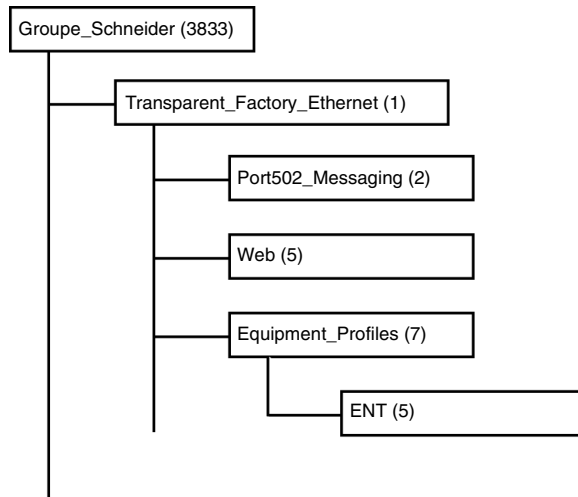 Groupe_Schneider (3833)
Transparent_Factory_Ethernet (1)
Port502_Messaging (2)
Web (5)
Equipment_Profiles (7)
ENT (5)